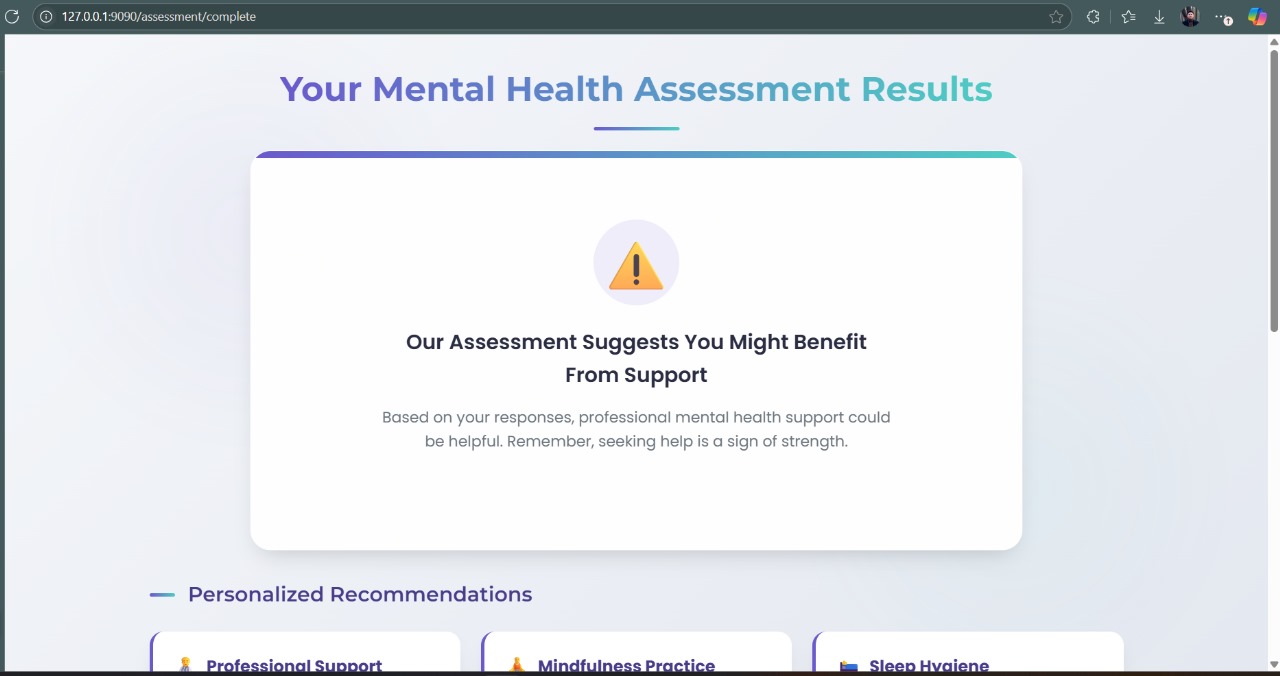 127.0.0.1:9090/assessment/complete
Your Mental Health Assessment Results
Our Assessment Suggests You Might Benefit
From Support
Based on your responses, professional mental health support could
be helpful. Remember, seeking help is a sign of strength.
Personalized Recommendations
Professional Support
Mindfulness Practice
Sleep Hygiene